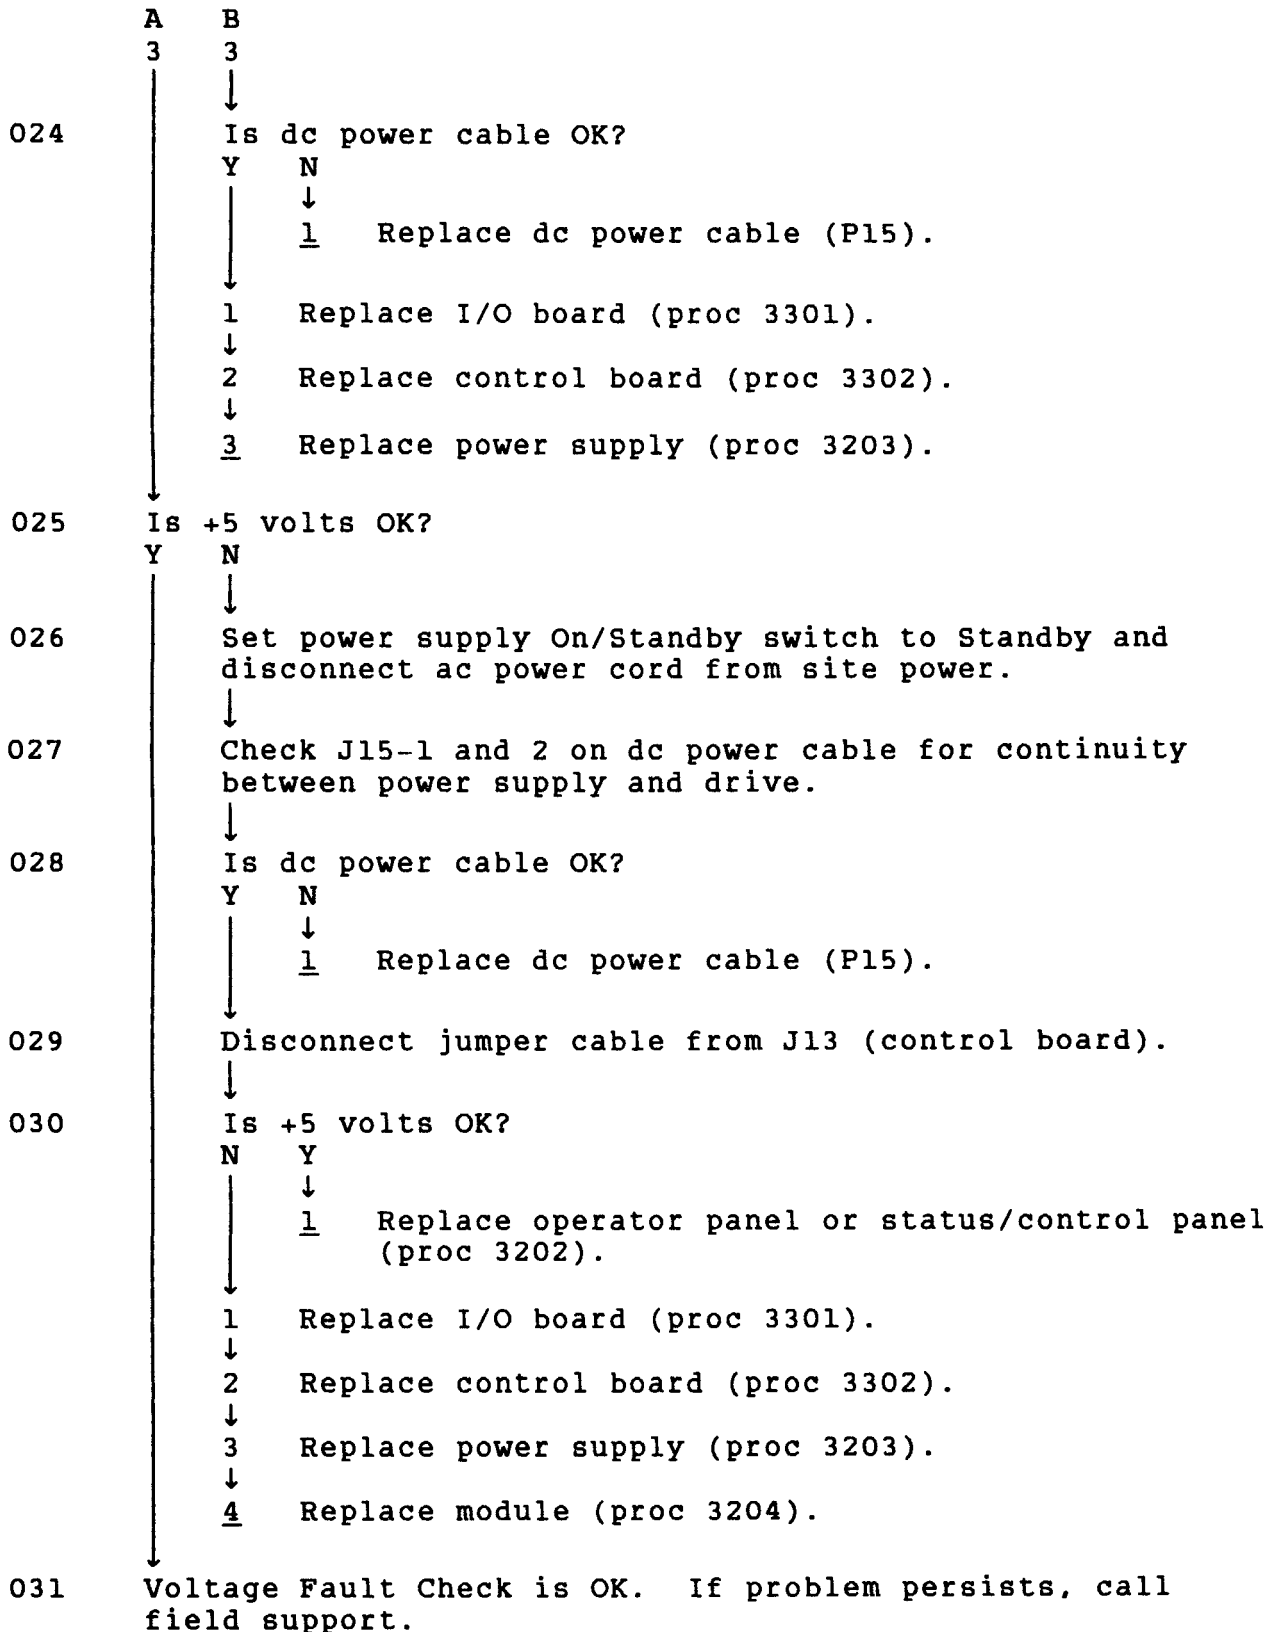 A B
3 3
024 Is dc power cable OK?
Y N
1 Replace dc power cable (P15).
1 Replace I/O board (proc 3301).
2 Replace control board (proc 3302).
3 Replace power supply (proc 3203).
025 Is +5 volts OK?
Y N
026 Set power supply On/Standby switch to Standby and
disconnect ac power cord from site power.
027 Check J15-1 and 2 on dc power cable for continuity
between power supply and drive.
028 Is dc power cable OK?
Y N
1 Replace dc power cable (P15).
029 Disconnect jumper cable from J13 (control board).
030 Is +5 volts OK?
N Y
1 Replace operator panel or status/control panel
(proc 3202).
1 Replace I/O board (proc 3301).
2 Replace control board (proc 3302).
3 Replace power supply (proc 3203).
4 Replace module (proc 3204).
031 Voltage Fault Check is OK. If problem persists, call
field support.